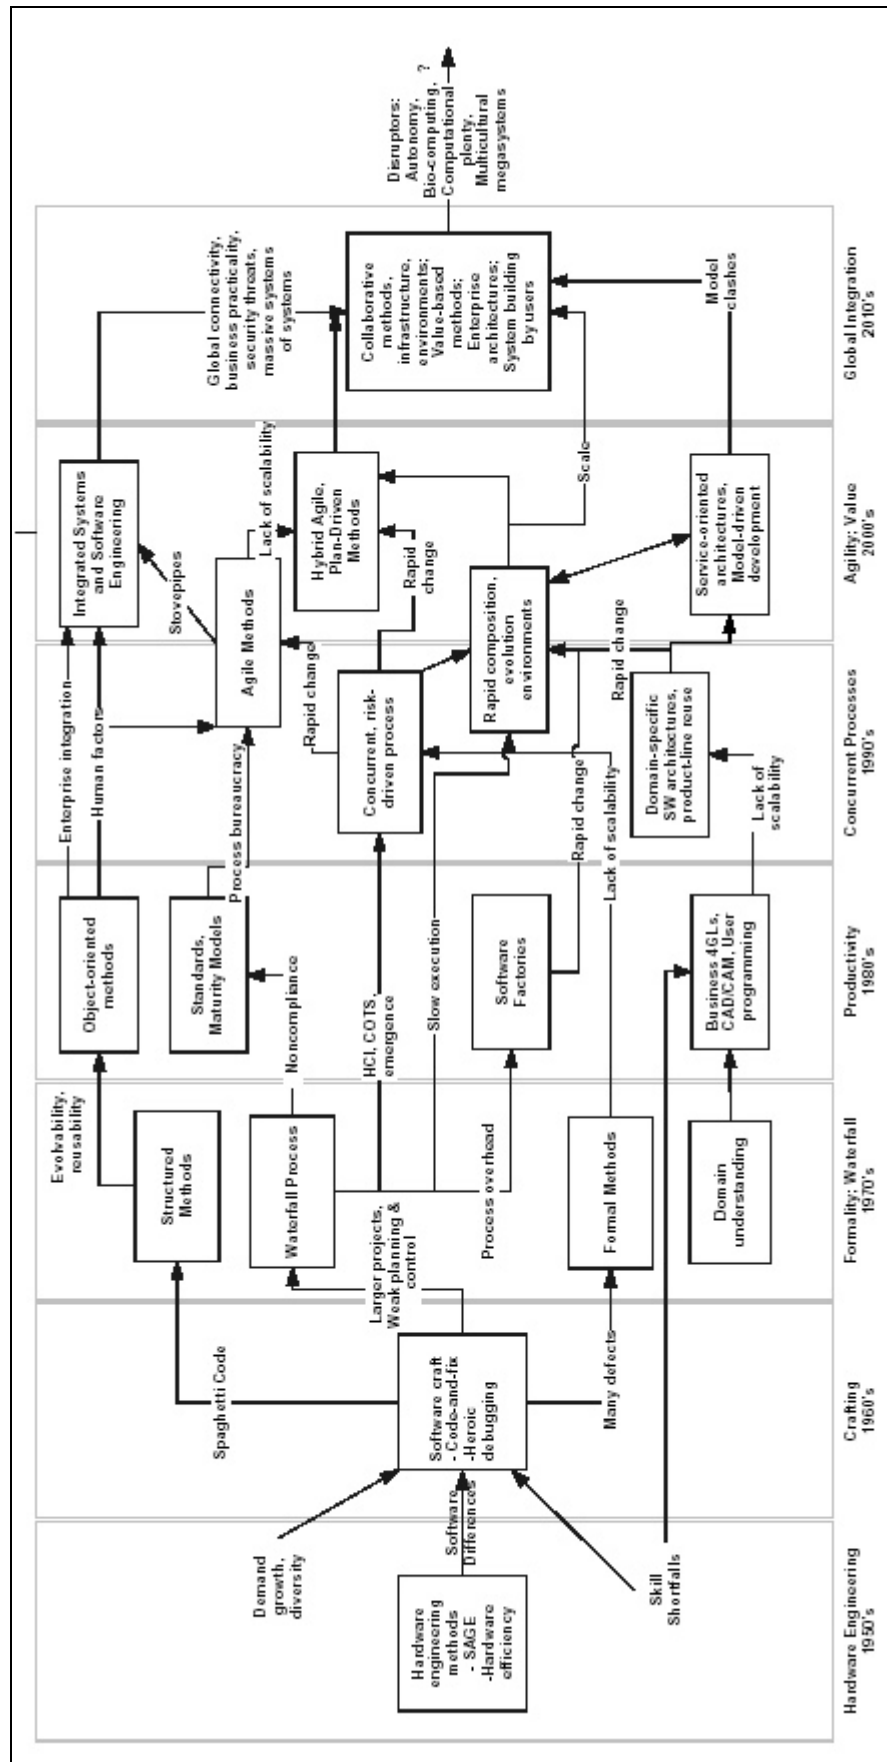 Hardware
engineering
methods
- SAGE
-Hardware
efficiency
Demand
growth,
diversity
Software
Differences
Skill
Shortfalls
Hardware Engineering
1950's
Spaghetti Code
Software craft
- Code-and-fix
-Heroic
debugging
Many defects
Crafting
1960's
Evolvability,
reusability
Structured
Methods
Waterfall Process
Larger projects,
Weak planning &
control
Process overhead
Formal Methods
Domain
understanding
Formality; Waterfall
1970's
Object-oriented
methods
Standards,
Maturity Models
Noncompliance
HCI, COTS,
emergence
Slow execution
Software
Factories
Business 4GLs,
CAD/CAM, User
programming
Productivity
1980's
Enterprise integration
Human factors
Process bureaucracy
Rapid change
Concurrent, risk-
driven process
Rapid composition,
evolution
environments
Rapid change
Lack of scalability
Domain-specific
SW architectures,
product-line reuse
Lack of
scalability
Concurrent Processes
1990's
Integrated Systems
and Software
Engineering
Stovepipes
Agile Methods
Lack of scalability
Hybrid Agile,
Plan-Driven
Methods
Rapid
change
Scale
Rapid change
Service-oriented
architectures,
Model-driven
development
Agility; Value
2000's
Global connectivity,
business practicality,
security threats,
massive systems
of systems
Collaborative
methods,
infrastructure,
environments;
Value-based
methods;
Enterprise
architectures;
System building
by users
Model
clashes
Global Integration
2010's
Disruptors:
Autonomy,
Bio-computing,
Computational
plenty,
Multicultural
megasystems
?